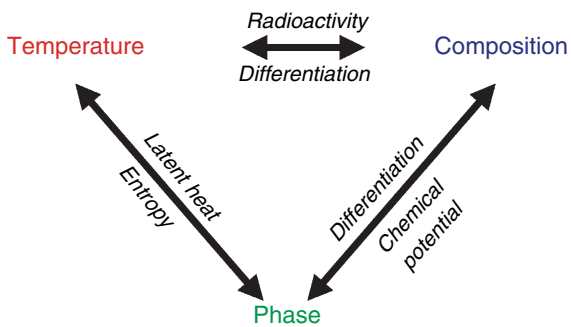 Radioactivity
Temperature
Composition
Differentiation
Latent heat
Entropy
Differentiation
Chemical
potential
Phase